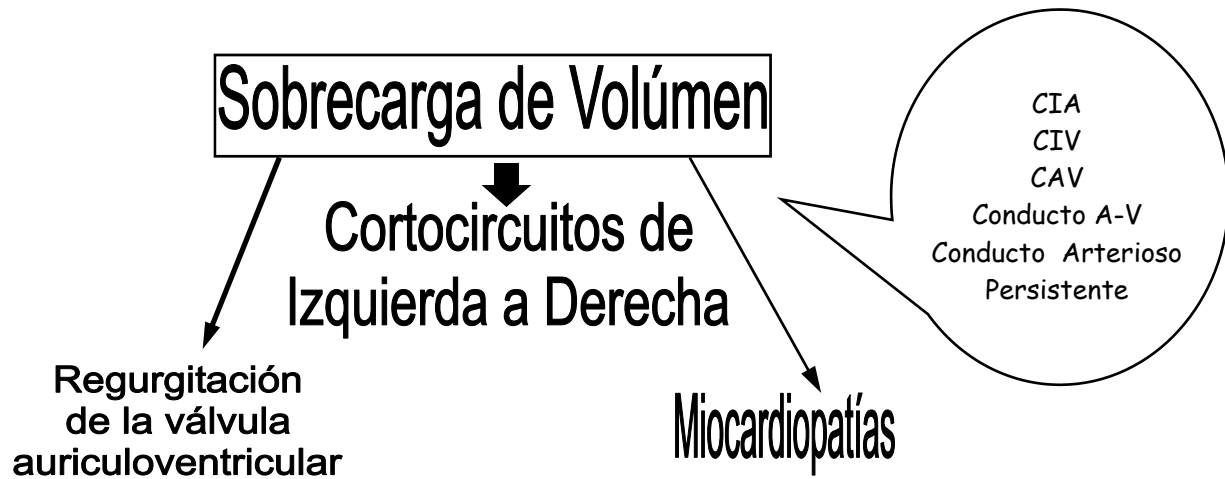 Sobrecarga de Volúmen
Cortocircuitos de
Izquierda a Derecha
Regurgitación
de la válvula
auriculoventricular
Miocardiopatías
CIA
CIV
CAV
Conducto A-V
Conducto Arterioso
Persistente